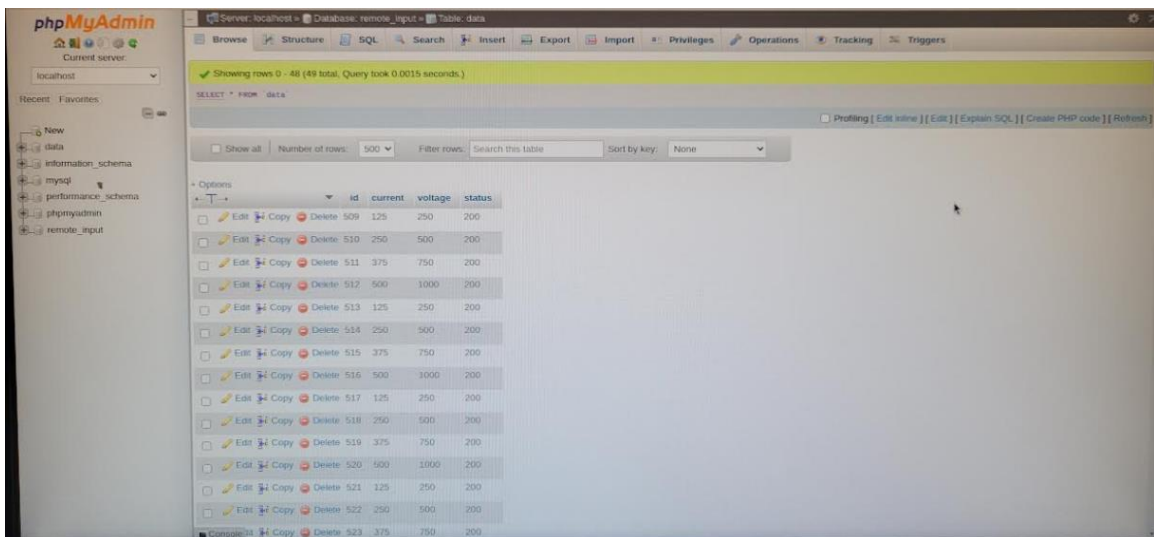 phpMyAdmin
Current server:
localhost
Recent Favorites
New
data
information_schema
mysql
performance_schema
phpmyadmin
remote_input
Server: localhost » Database: remote_input » Table: data
Browse Structure SQL Search Insert Export Import Privileges Operations Tracking Triggers
Showing rows 0 - 48 (49 total, Query took 0.0015 seconds.)
SELECT * FROM `data`
Profiling [ Edit inline ] [ Edit ] [ Explain SQL ] [ Create PHP code ] [ Refresh ]
Show all Number of rows: 500 Filter rows: Search this table Sort by key: None
+ Options
←T→ id current voltage status
Edit Copy Delete 509 125 250 200
Edit Copy Delete 510 250 500 200
Edit Copy Delete 511 375 750 200
Edit Copy Delete 512 500 1000 200
Edit Copy Delete 513 125 250 200
Edit Copy Delete 514 250 500 200
Edit Copy Delete 515 375 750 200
Edit Copy Delete 516 500 1000 200
Edit Copy Delete 517 125 250 200
Edit Copy Delete 518 250 500 200
Edit Copy Delete 519 375 750 200
Edit Copy Delete 520 500 1000 200
Edit Copy Delete 521 125 250 200
Edit Copy Delete 522 250 500 200
Console Copy Delete 523 375 750 200